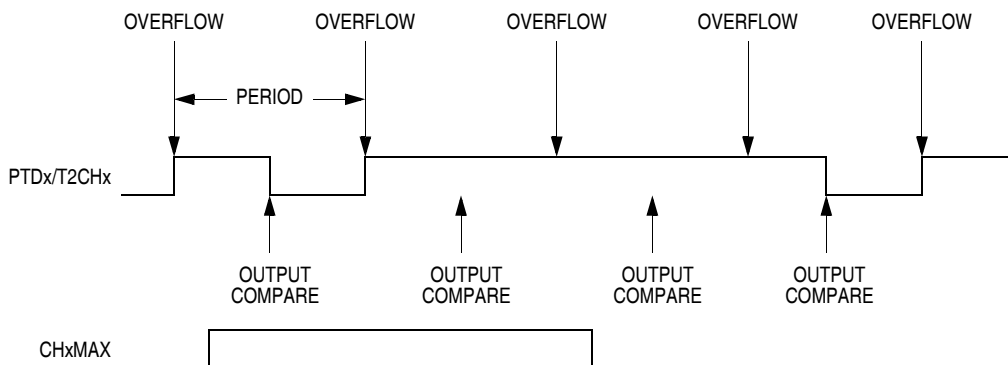 OVERFLOW OVERFLOW OVERFLOW OVERFLOW OVERFLOW
PERIOD
PTDx/T2CHx
OUTPUT OUTPUT OUTPUT OUTPUT
COMPARE COMPARE COMPARE COMPARE
CHxMAX